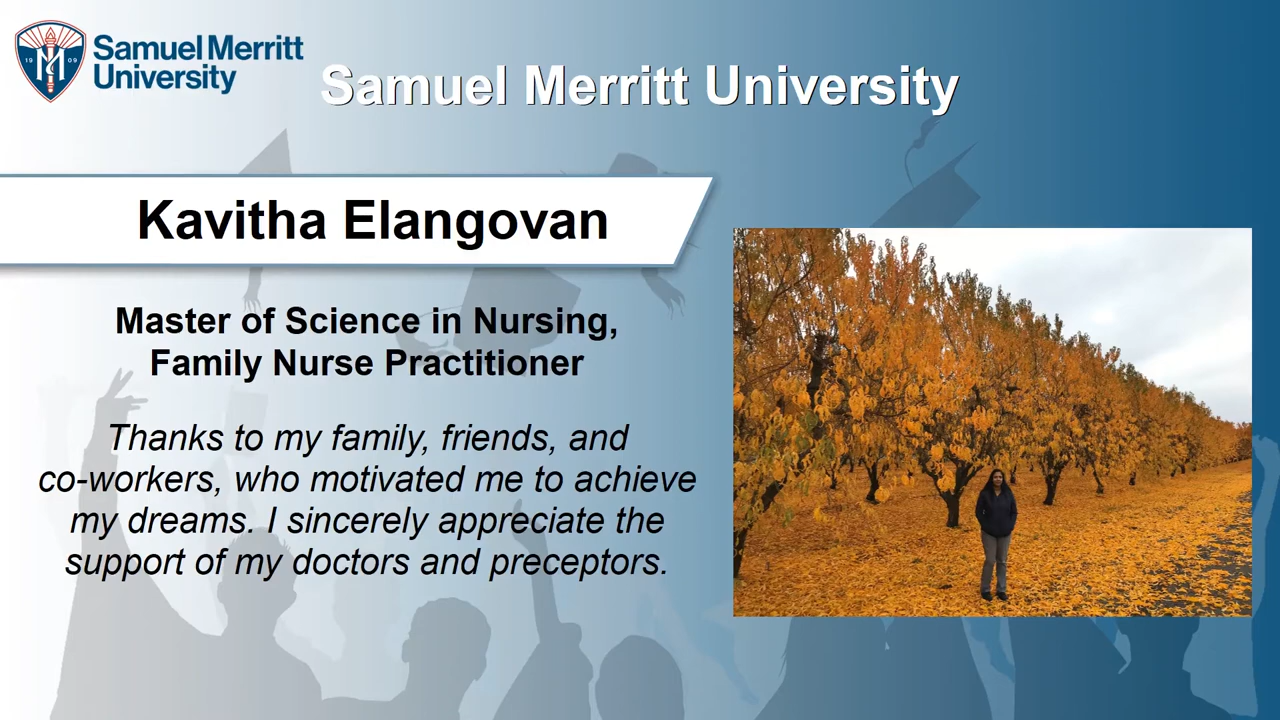 Samuel Merritt
University
19 09
Samuel Merritt University
Kavitha Elangovan
Master of Science in Nursing,
Family Nurse Practitioner
Thanks to my family, friends, and
co-workers, who motivated me to achieve
my dreams. I sincerely appreciate the
support of my doctors and preceptors.